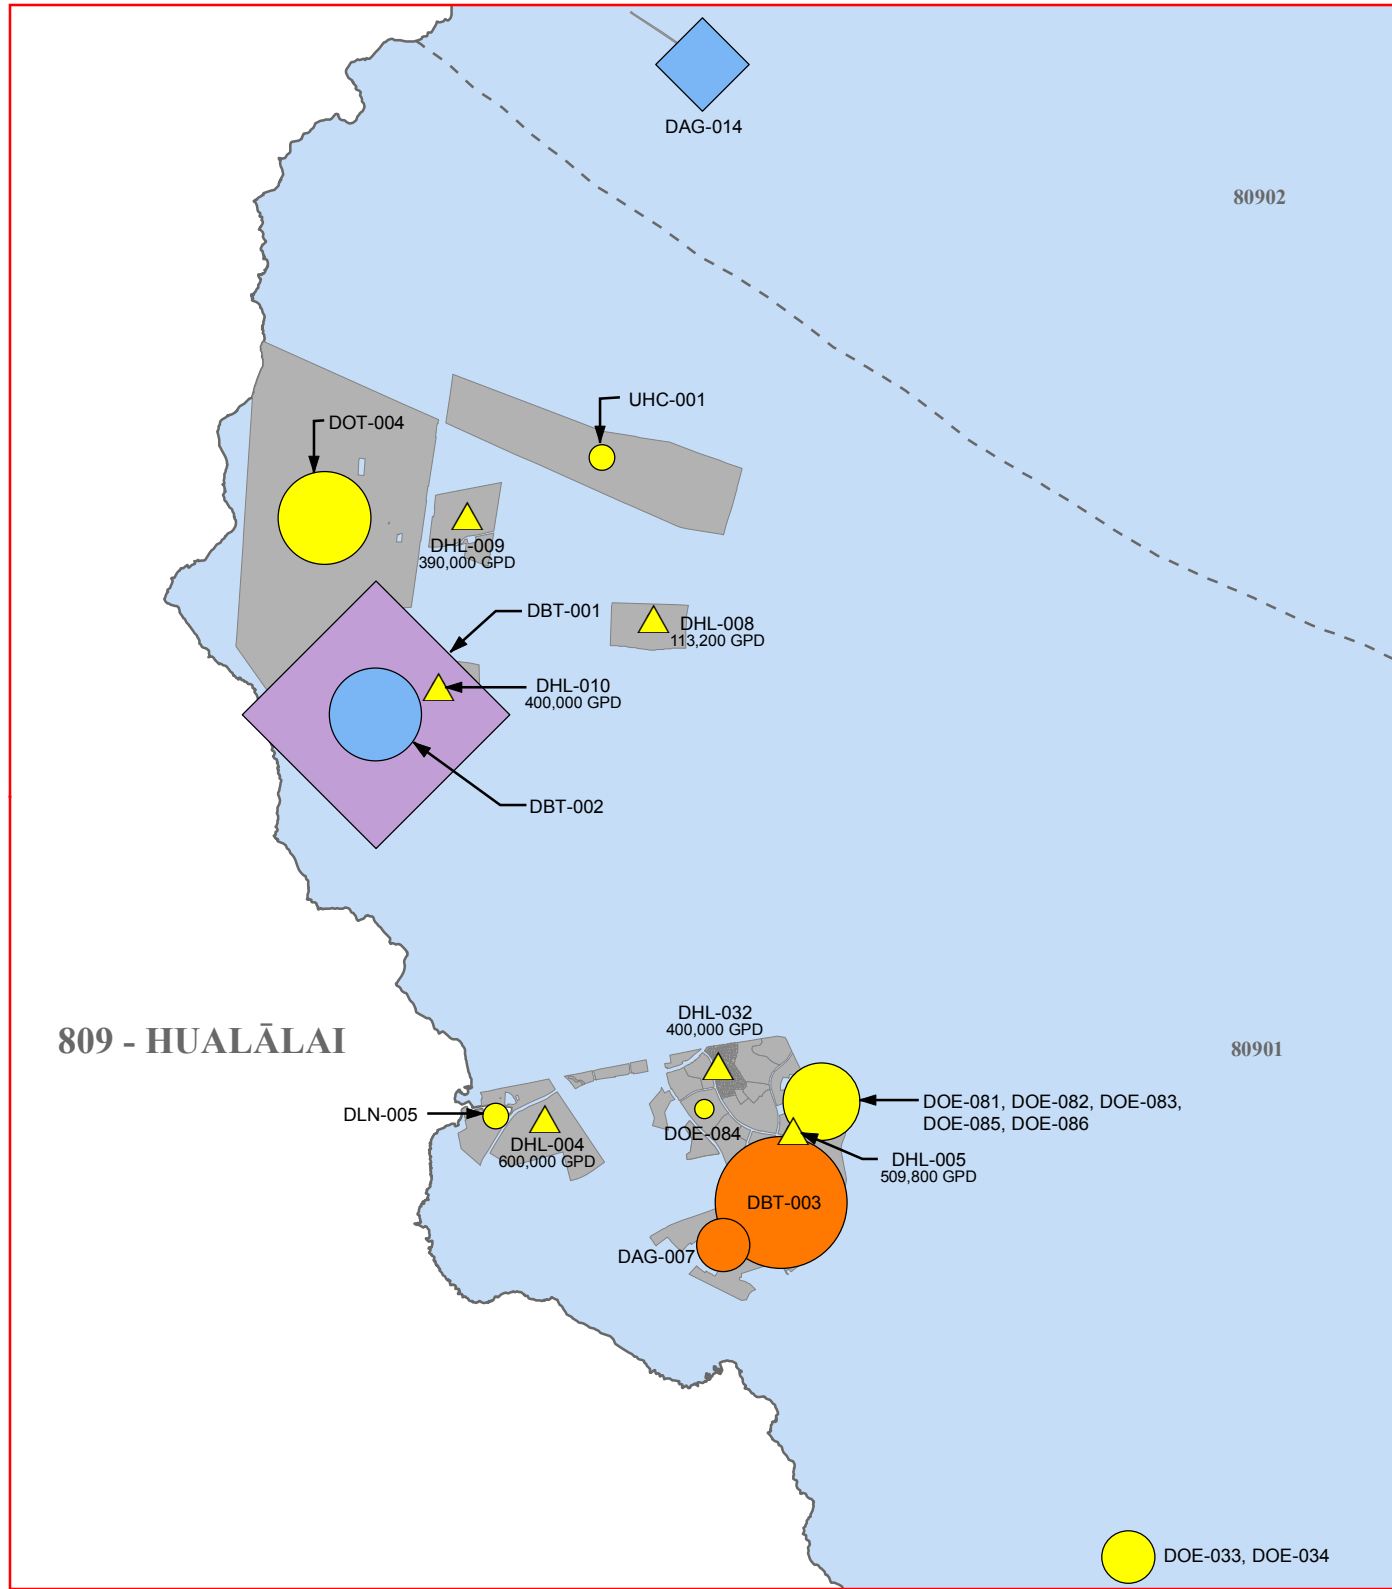 DAG-014
80902
UHC-001
DOT-004
DHL-009
390,000 GPD
DBT-001
DHL-008
113,200 GPD
DHL-010
400,000 GPD
DBT-002
DHL-032
400,000 GPD
809 - HUALĀLAI
80901
DLN-005
DOE-081, DOE-082, DOE-083,
DOE-085, DOE-086
DOE-084
DHL-004
600,000 GPD
DHL-005
509,800 GPD
DBT-003
DAG-007
DOE-033, DOE-034